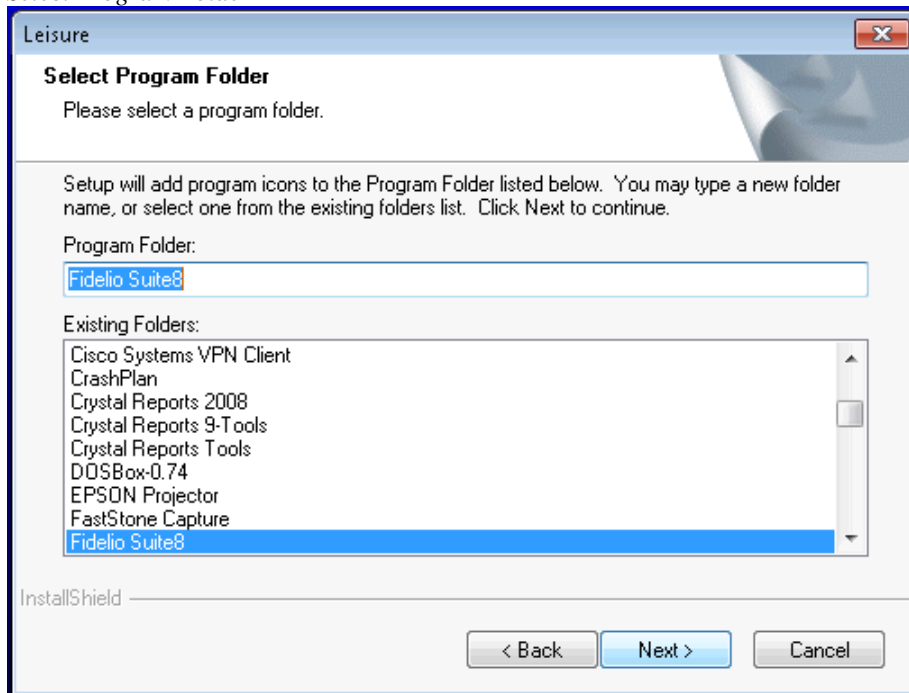 Leisure
Select Program Folder
Please select a program folder.
Setup will add program icons to the Program Folder listed below. You may type a new folder
name, or select one from the existing folders list. Click Next to continue.
Program Folder:
Fidelio Suite8
Existing Folders:
Cisco Systems VPN Client
CrashPlan
Crystal Reports 2008
Crystal Reports 9-Tools
Crystal Reports Tools
DOSBox-0.74
EPSON Projector
FastStone Capture
Fidelio Suite8
InstallShield
< Back Next > Cancel